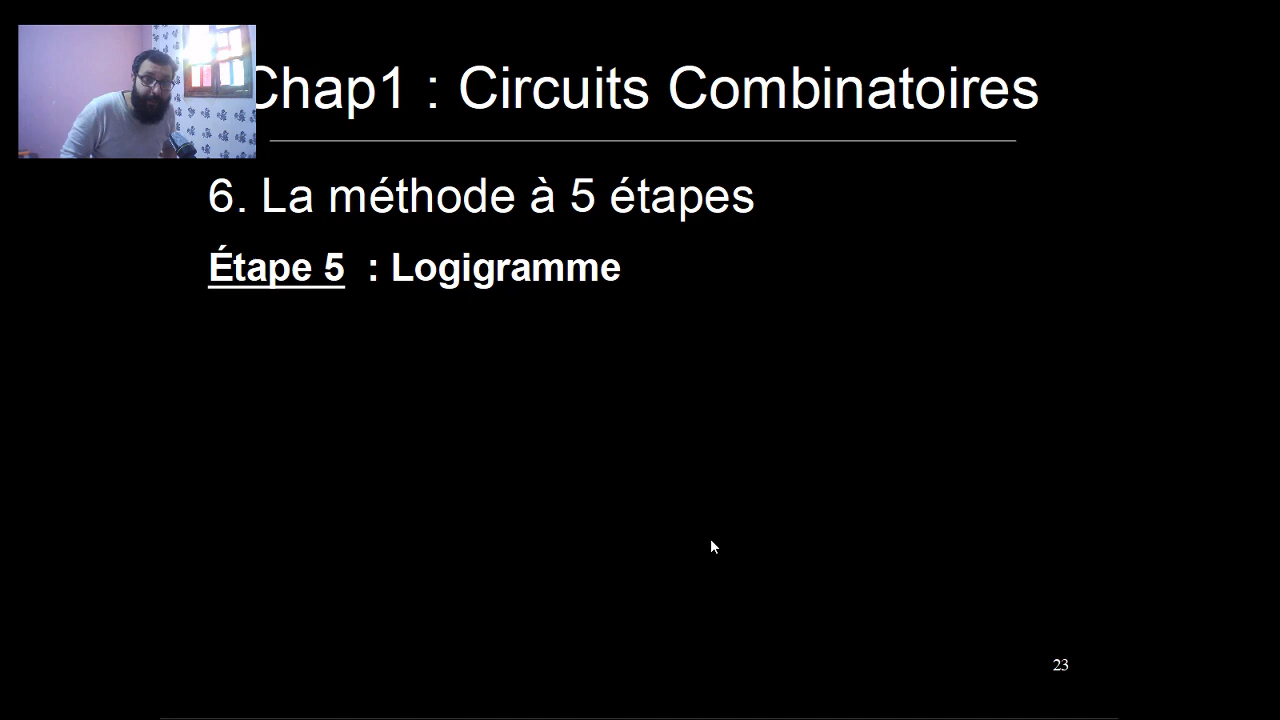 Chap1 : Circuits Combinatoires
6. La méthode à 5 étapes
Étape 5 : Logigramme
23